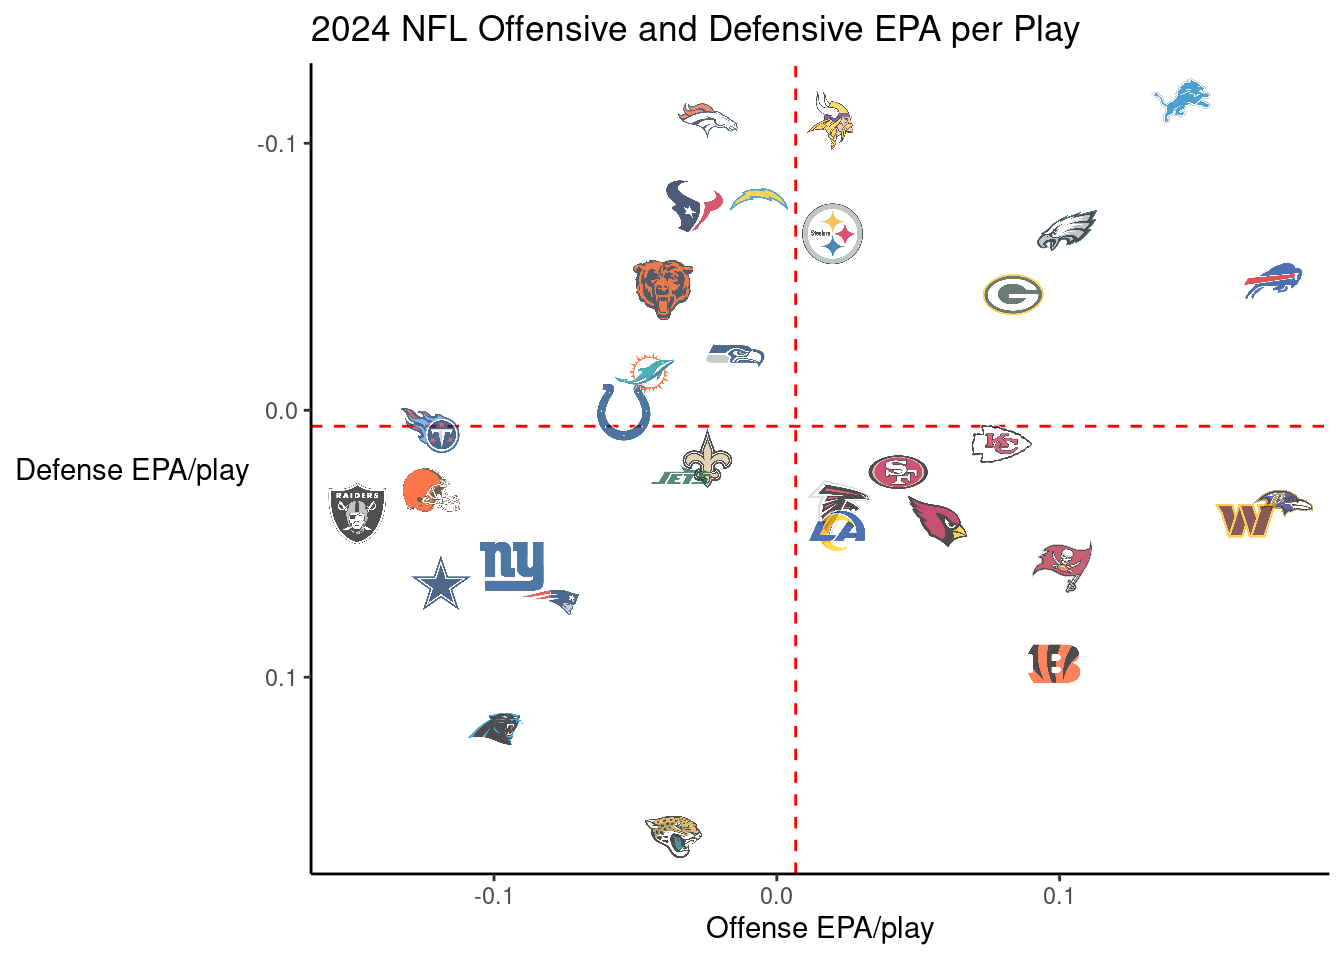 2024 NFL Offensive and Defensive EPA per Play
-0.1
0.0
0.1
Defense EPA/play
-0.1
0.0
0.1
Offense EPA/play
Steelers
RAIDERS
JETS
ny
KC
SF
LA
W
G
T
B